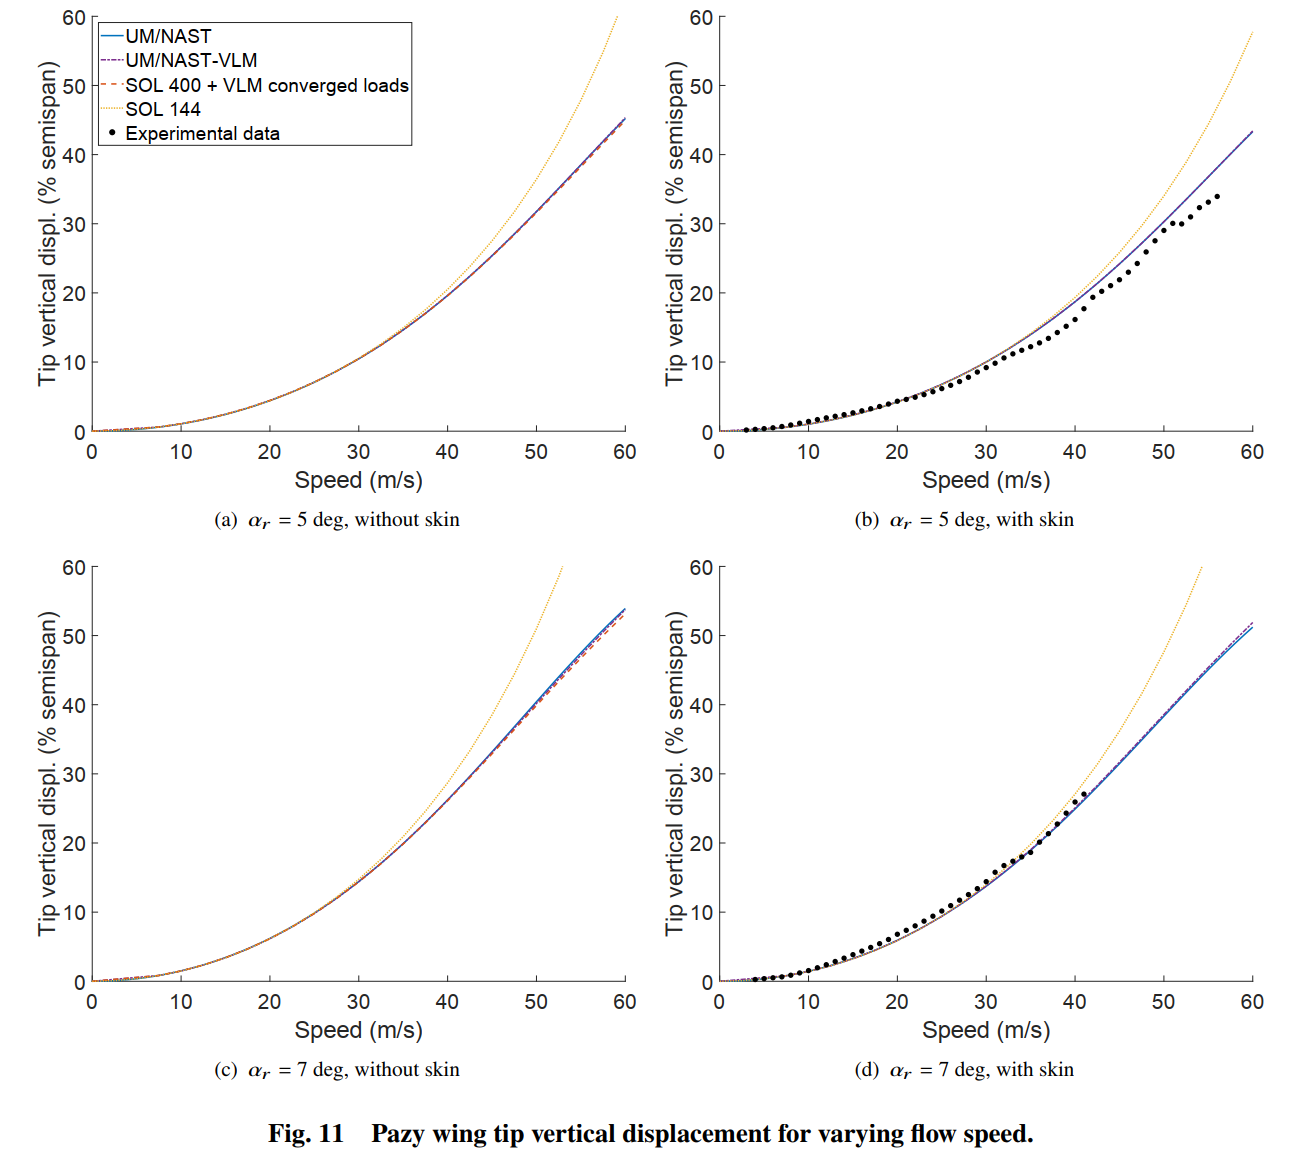 60
50
40
30
20
10
0
0 10 20 30 40 50 60
Tip vertical displ. (% semispan)
Speed (m/s)
UM/NAST
UM/NAST-VLM
SOL 400 + VLM converged loads
SOL 144
Experimental data
(a) αr = 5 deg, without skin
60
50
40
30
20
10
0
0 10 20 30 40 50 60
Tip vertical displ. (% semispan)
Speed (m/s)
(b) αr = 5 deg, with skin
60
50
40
30
20
10
0
0 10 20 30 40 50 60
Tip vertical displ. (% semispan)
Speed (m/s)
(c) αr = 7 deg, without skin
60
50
40
30
20
10
0
0 10 20 30 40 50 60
Tip vertical displ. (% semispan)
Speed (m/s)
(d) αr = 7 deg, with skin
Fig. 11 Pazy wing tip vertical displacement for varying flow speed.